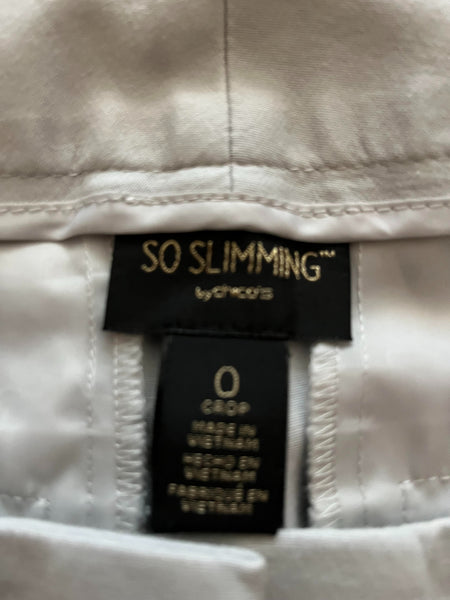 SO SLIMMING™
by chico's
0
CROP
MADE IN
VIETNAM
HECHO EN
VIETNAM
FABRIQUÉ EN
VIETNAM